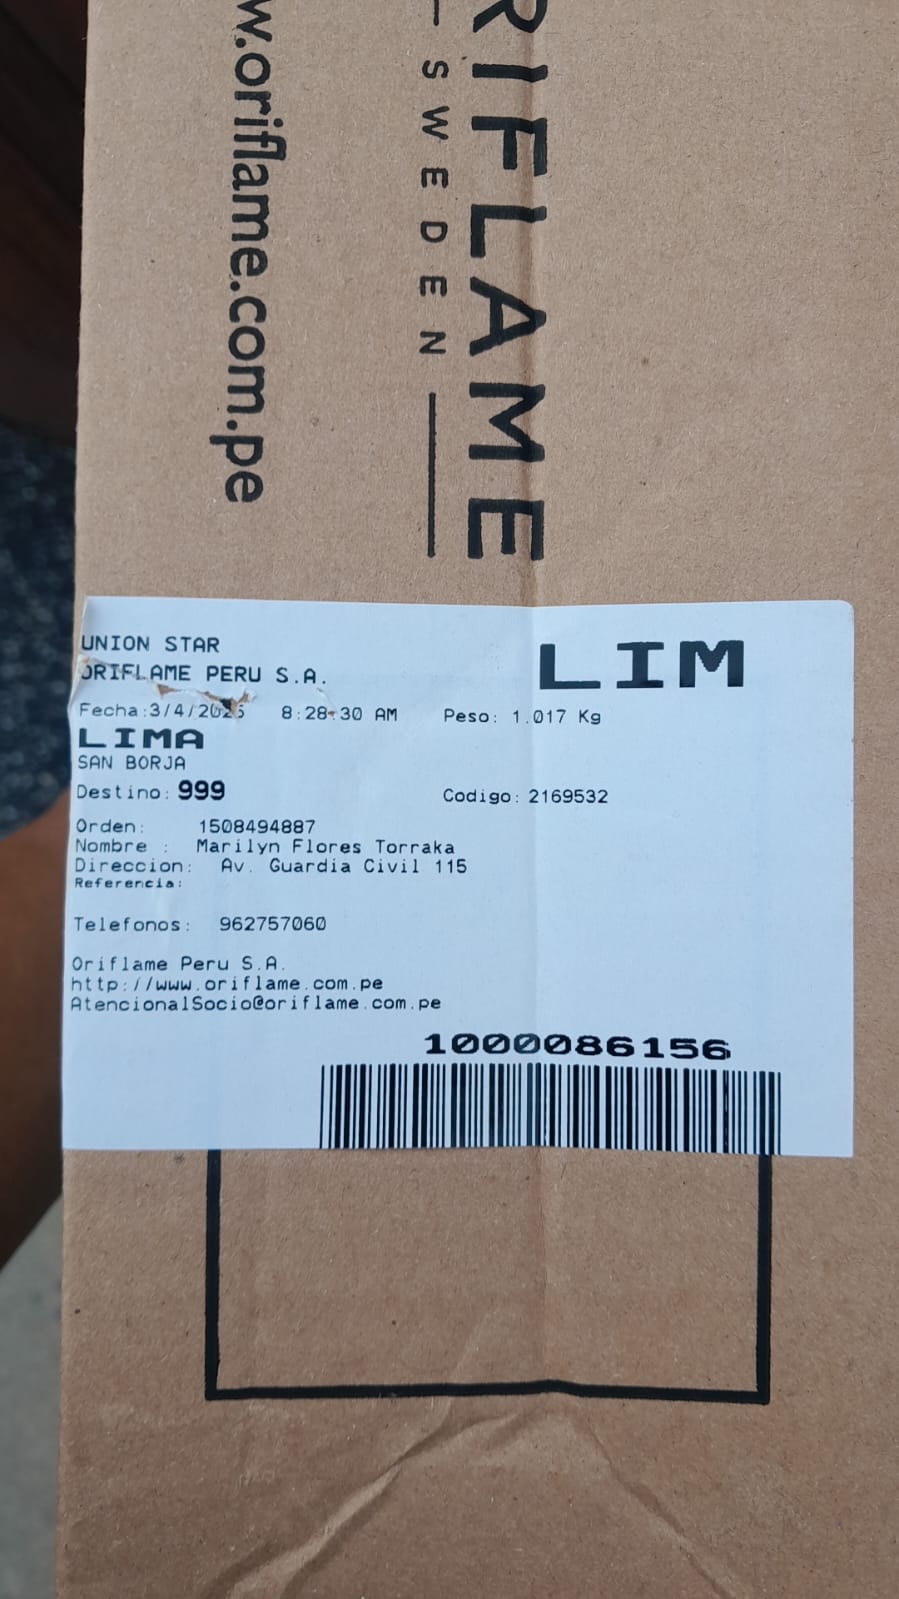 w.oriflame.com.pe
RIFLAME
SWEDEN
UNION STAR
LIM
ORIFLAME PERU S.A.
Fecha:3/4/2025 8:28:30 AM Peso: 1.017 Kg
LIMA
SAN BORJA
Destino: 999 Codigo: 2169532
Orden: 1508494887
Nombre : Marilyn Flores Torraka
Direccion: Av. Guardia Civil 115
Referencia:
Telefonos: 962757060
Oriflame Peru S.A.
http://www.oriflame.com.pe
AtencionalSocio@oriflame.com.pe
1000086156